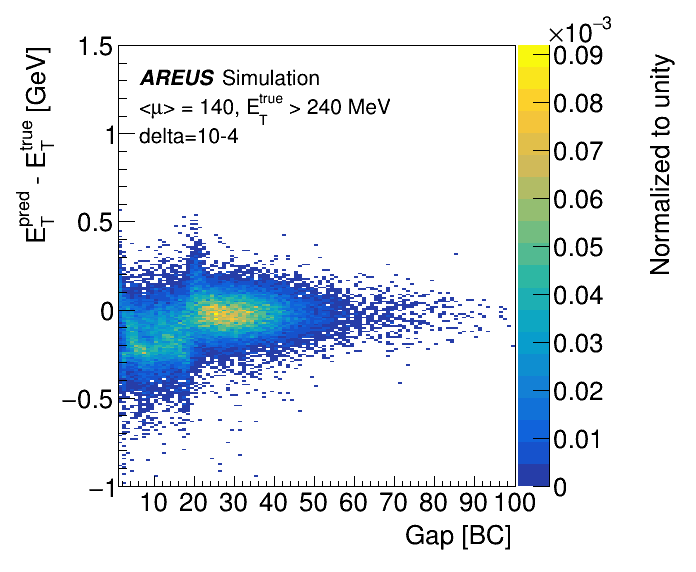 ×10⁻³
1.5
1
0.5
0
−0.5
−1
E_T^pred - E_T^true [GeV]
AREUS Simulation
<μ> = 140, E_T^true > 240 MeV
delta=10-4
10 20 30 40 50 60 70 80 90 100
Gap [BC]
0.09
0.08
0.07
0.06
0.05
0.04
0.03
0.02
0.01
0
Normalized to unity